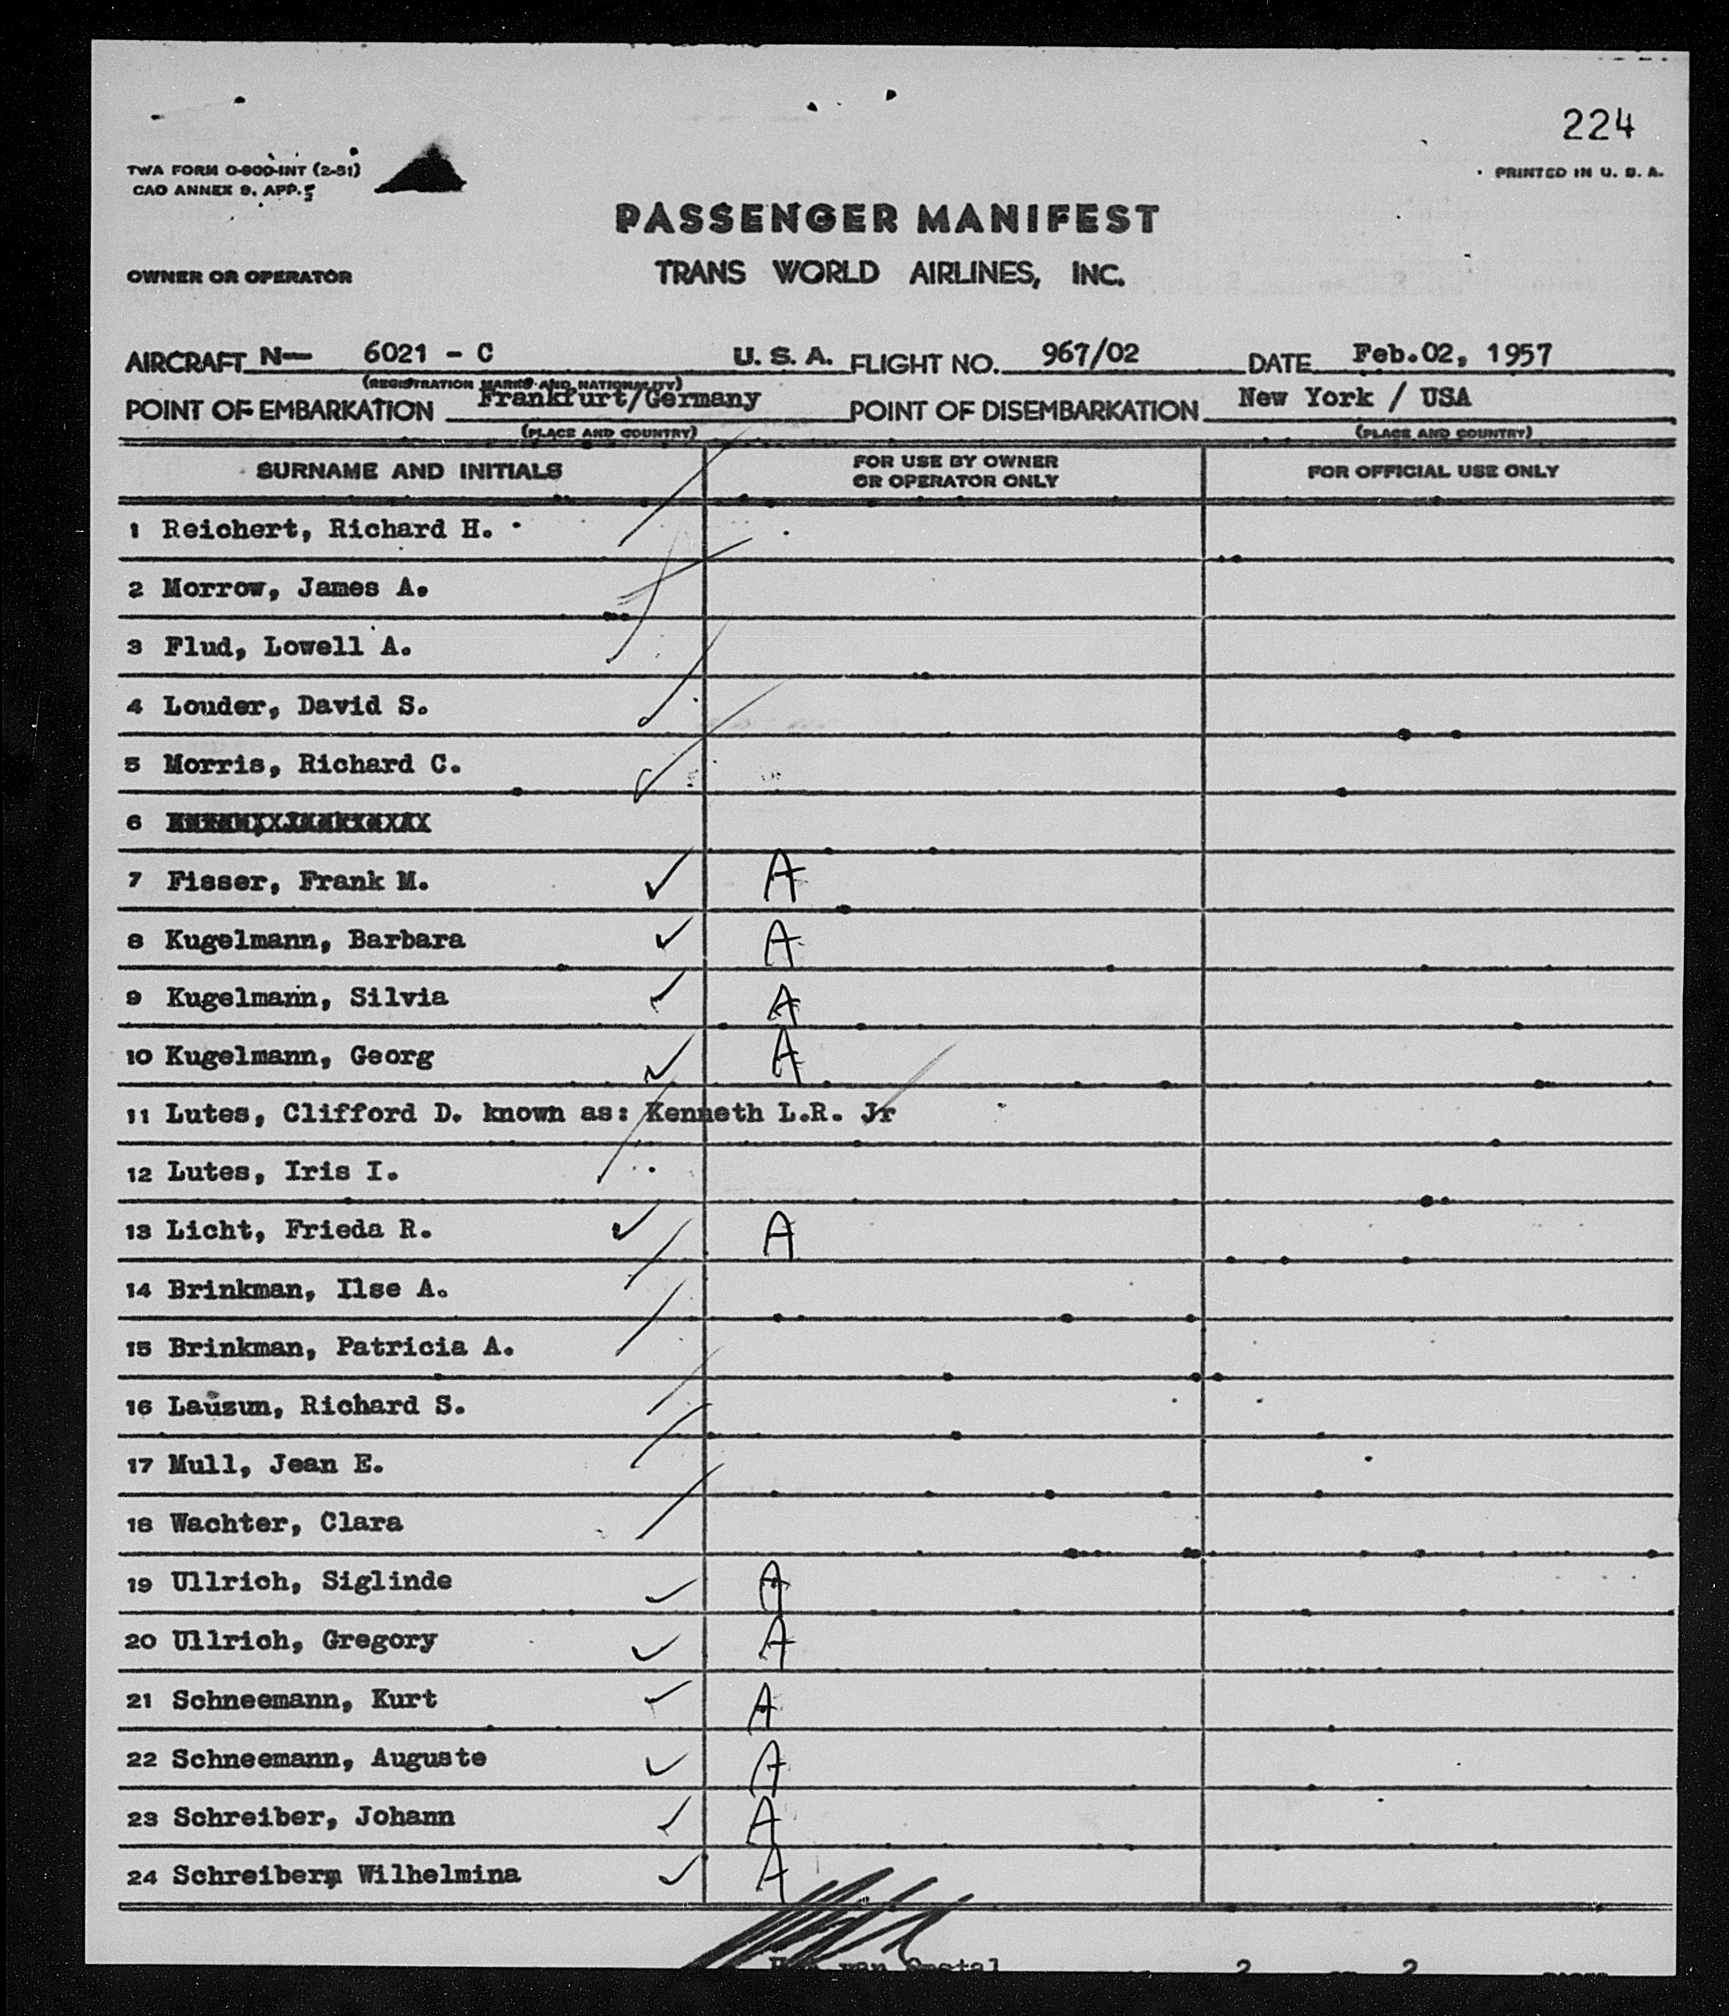 224
TWA FORM 0-900-INT (2-51)
CAO ANNEX 9. APP. 5
PRINTED IN U. S. A.
PASSENGER MANIFEST
OWNER OR OPERATOR
TRANS WORLD AIRLINES, INC.
AIRCRAFT N— 6021 - C U. S. A. FLIGHT NO. 967/02 DATE Feb.02, 1957
(REGISTRATION MARKS AND NATIONALITY)
POINT OF EMBARKATION Frankfurt/Germany POINT OF DISEMBARKATION New York / USA
(PLACE AND COUNTRY) (PLACE AND COUNTRY)
SURNAME AND INITIALS FOR USE BY OWNER OR OPERATOR ONLY FOR OFFICIAL USE ONLY
1 Reichert, Richard H.
2 Morrow, James A.
3 Flud, Lowell A.
4 Louder, David S.
5 Morris, Richard C.
6
7 Fisser, Frank M. ✓ A
8 Kugelmann, Barbara ✓ A
9 Kugelmann, Silvia ✓ A
10 Kugelmann, Georg ✓ A
11 Lutes, Clifford D. known as: Kenneth L.R. Jr
12 Lutes, Iris I.
13 Licht, Frieda R. ✓ A
14 Brinkman, Ilse A.
15 Brinkman, Patricia A.
16 Lauzun, Richard S.
17 Mull, Jean E.
18 Wachter, Clara
19 Ullrich, Siglinde ✓ A
20 Ullrich, Gregory ✓ A
21 Schneemann, Kurt ✓ A
22 Schneemann, Auguste ✓ A
23 Schreiber, Johann ✓ A
24 Schreiber, Wilhelmina ✓ A
van 2 2